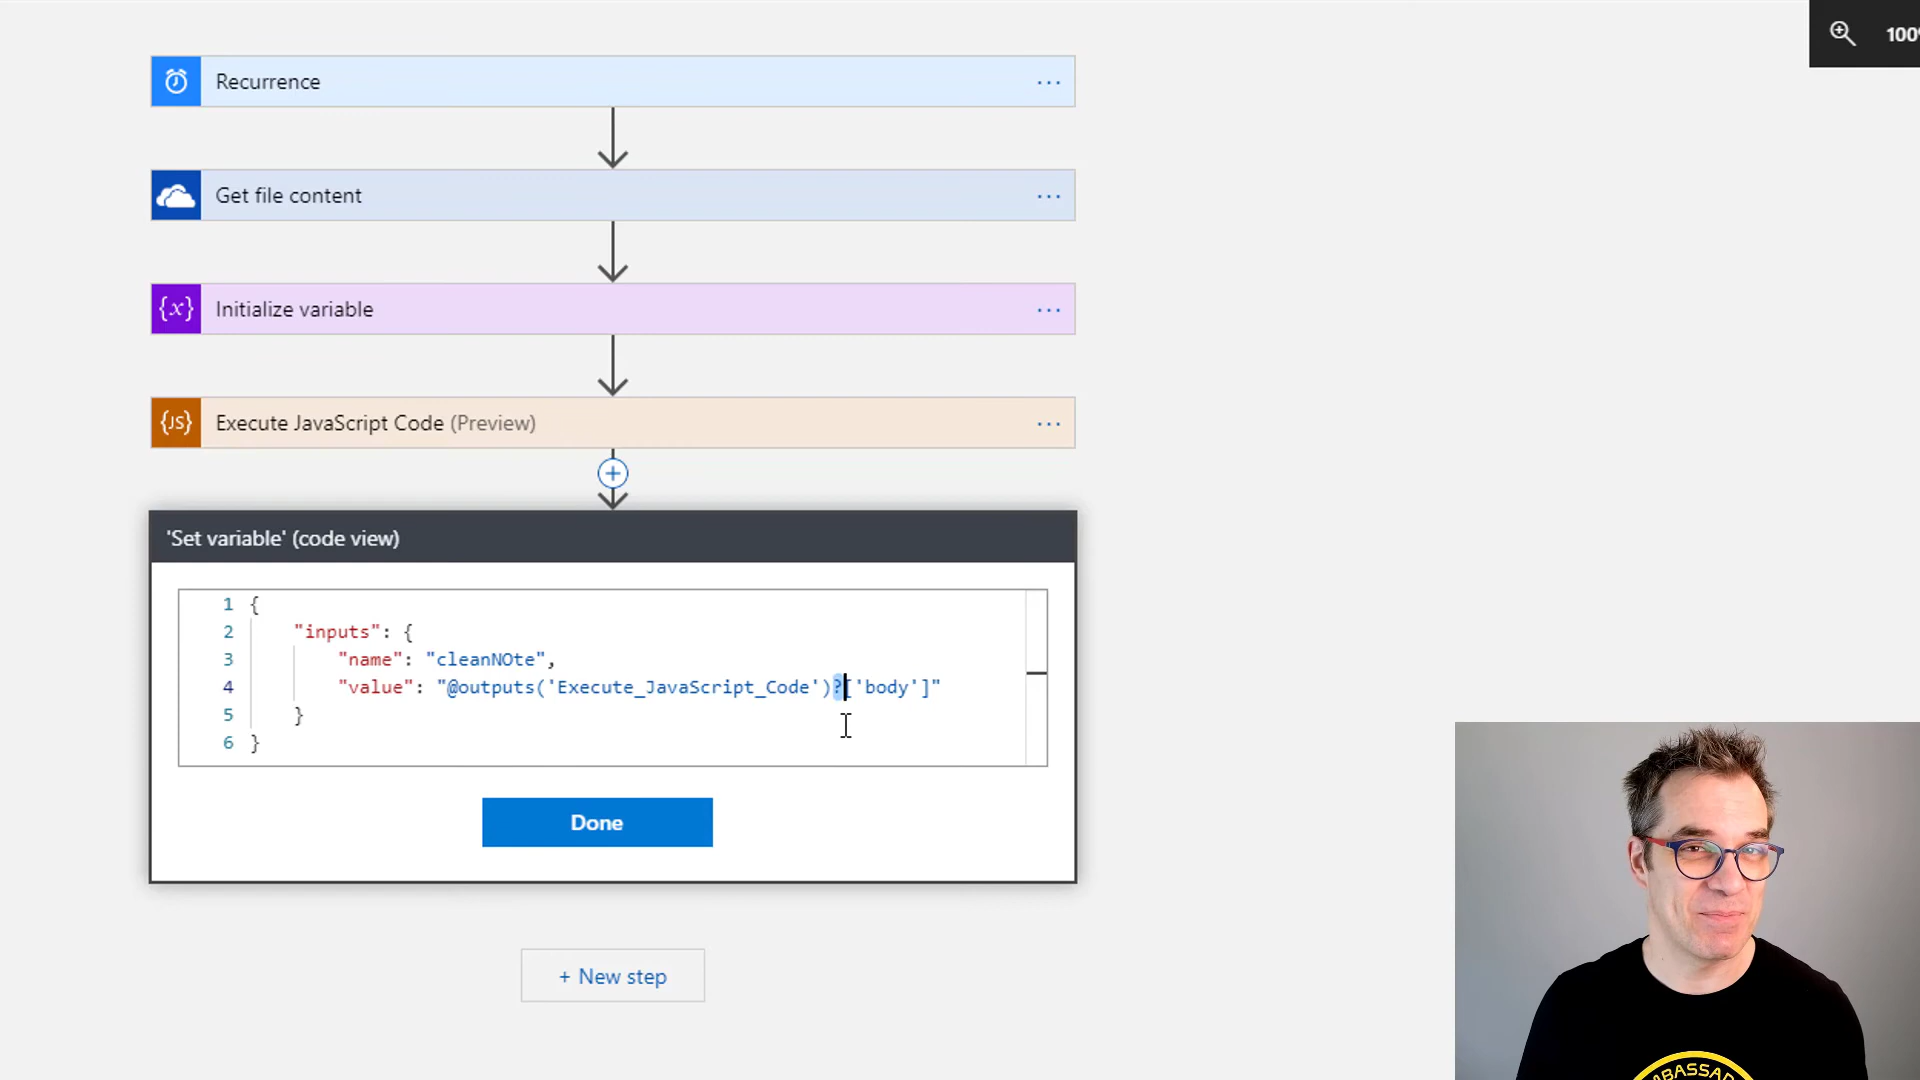 100%
Recurrence
...
Get file content
...
{x} Initialize variable
...
{JS} Execute JavaScript Code (Preview)
...
'Set variable' (code view)
1 {
2 "inputs": {
3 "name": "cleanNOte",
4 "value": "@outputs('Execute_JavaScript_Code')?['body']"
5 }
6 }
Done
+ New step